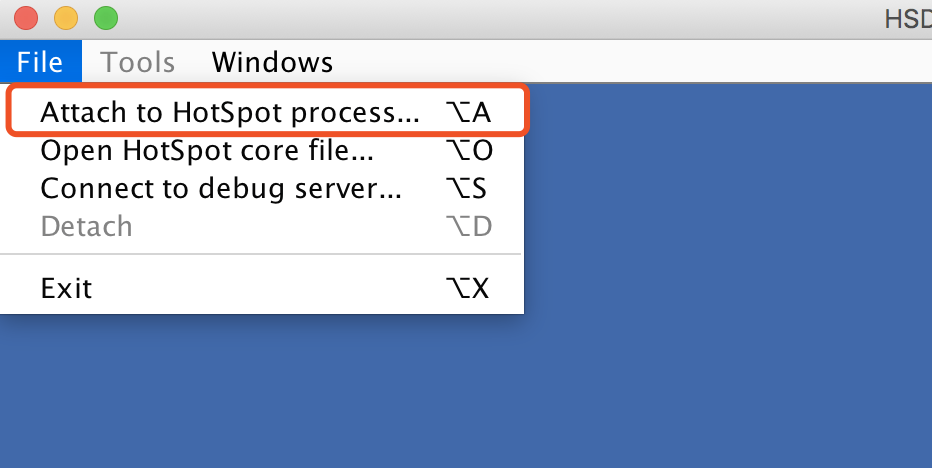 HSD
File Tools Windows
Attach to HotSpot process... ⌥A
Open HotSpot core file... ⌥O
Connect to debug server... ⌥S
Detach ⌥D
Exit ⌥X